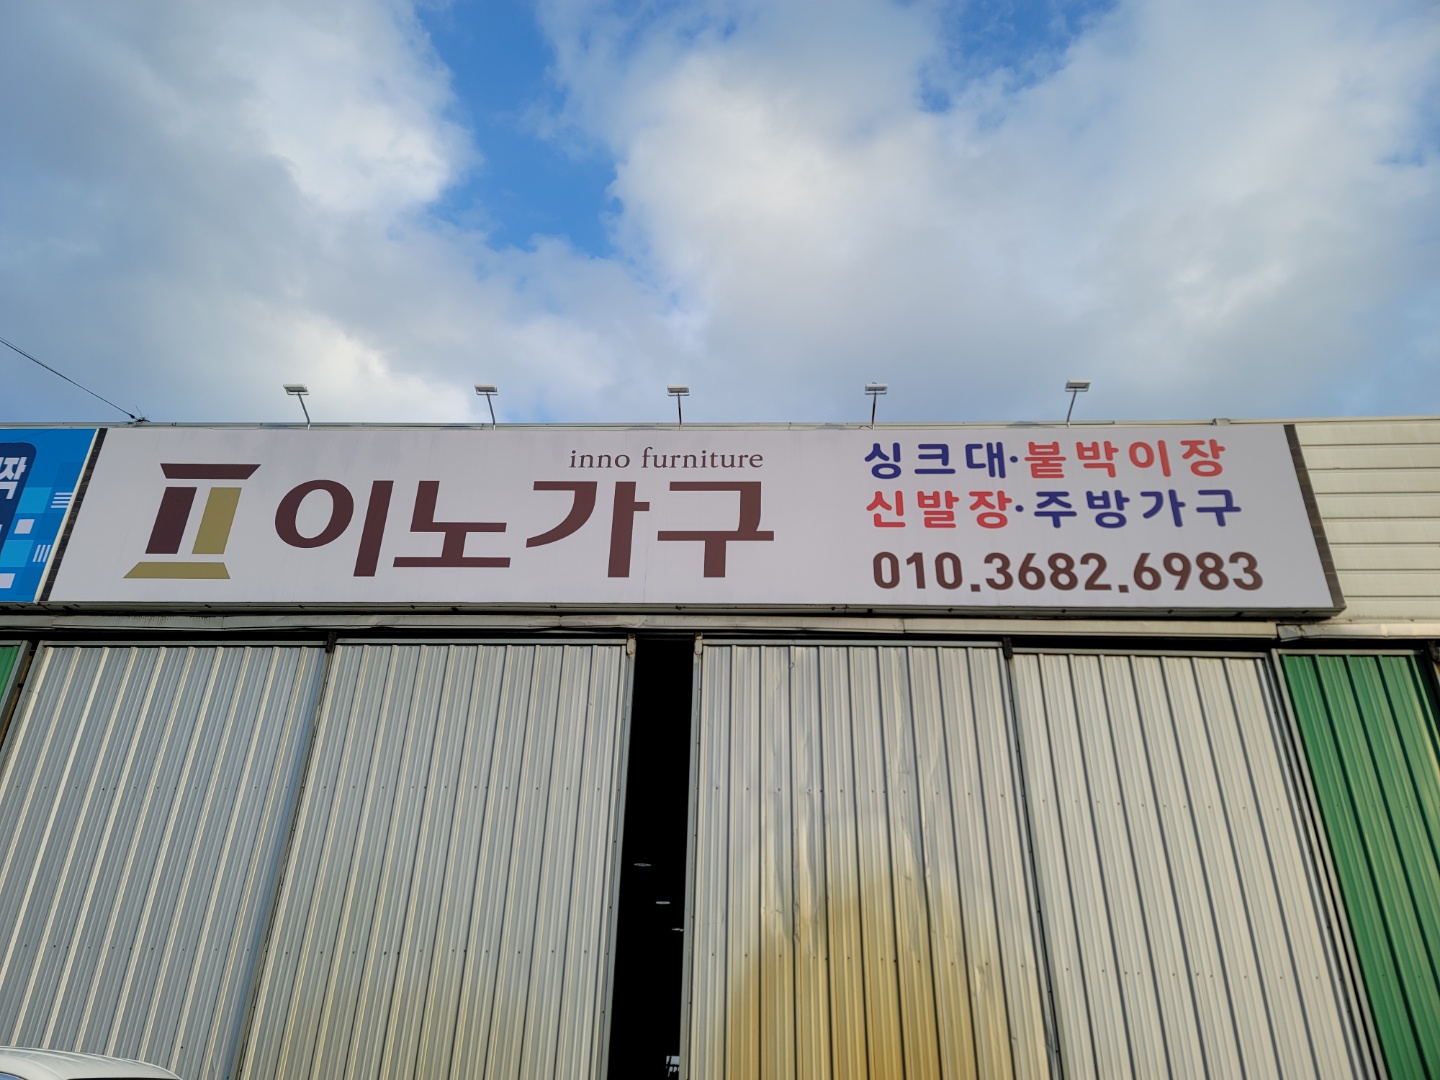 inno furniture
이노가구
싱크대·붙박이장
신발장·주방가구
010.3682.6983
작